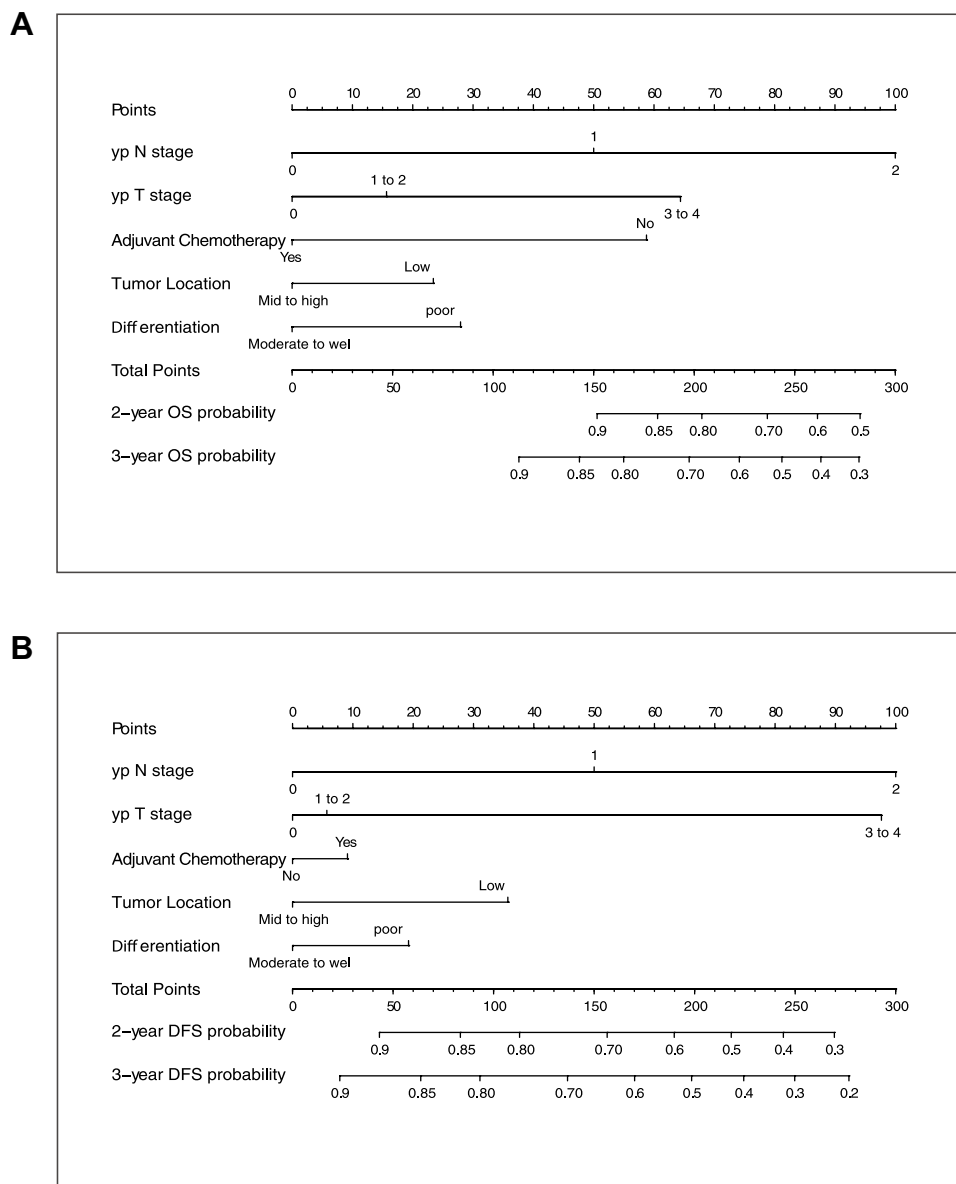 A
0 10 20 30 40 50 60 70 80 90 100
Points
1
yp N stage
0 2
1 to 2
yp T stage
0 3 to 4
No
Adjuvant Chemotherapy
Yes
Low
Tumor Location
Mid to high
poor
Differentiation
Moderate to wel
Total Points
0 50 100 150 200 250 300
2–year OS probability
0.9 0.85 0.80 0.70 0.6 0.5
3–year OS probability
0.9 0.85 0.80 0.70 0.6 0.5 0.4 0.3
B
0 10 20 30 40 50 60 70 80 90 100
Points
1
yp N stage
0 2
1 to 2
yp T stage
0 3 to 4
Yes
Adjuvant Chemotherapy
No
Low
Tumor Location
Mid to high
poor
Differentiation
Moderate to wel
Total Points
0 50 100 150 200 250 300
2–year DFS probability
0.9 0.85 0.80 0.70 0.6 0.5 0.4 0.3
3–year DFS probability
0.9 0.85 0.80 0.70 0.6 0.5 0.4 0.3 0.2